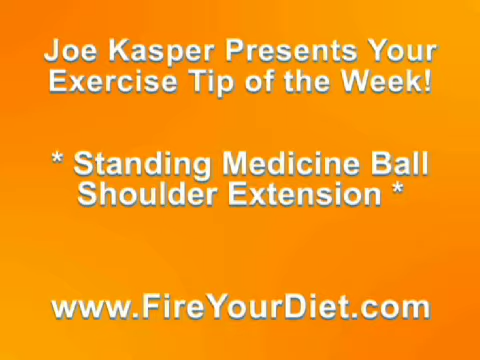 Joe Kasper Presents Your
Exercise Tip of the Week!
* Standing Medicine Ball
Shoulder Extension *
www.FireYourDiet.com